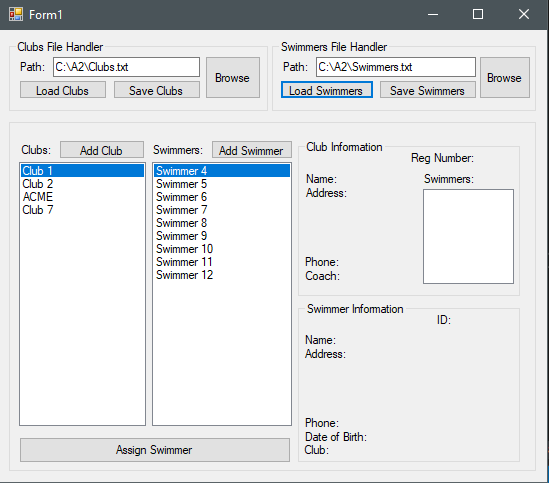 Form1
Clubs File Handler
Path: C:\A2\Clubs.txt
Browse
Load Clubs Save Clubs
Swimmers File Handler
Path: C:\A2\Swimmers.txt
Browse
Load Swimmers Save Swimmers
Clubs: Add Club
Club 1
Club 2
ACME
Club 7
Swimmers: Add Swimmer
Swimmer 4
Swimmer 5
Swimmer 6
Swimmer 7
Swimmer 8
Swimmer 9
Swimmer 10
Swimmer 11
Swimmer 12
Assign Swimmer
Club Information
Reg Number:
Name:
Address:
Swimmers:
Phone:
Coach:
Swimmer Information
ID:
Name:
Address:
Phone:
Date of Birth:
Club: